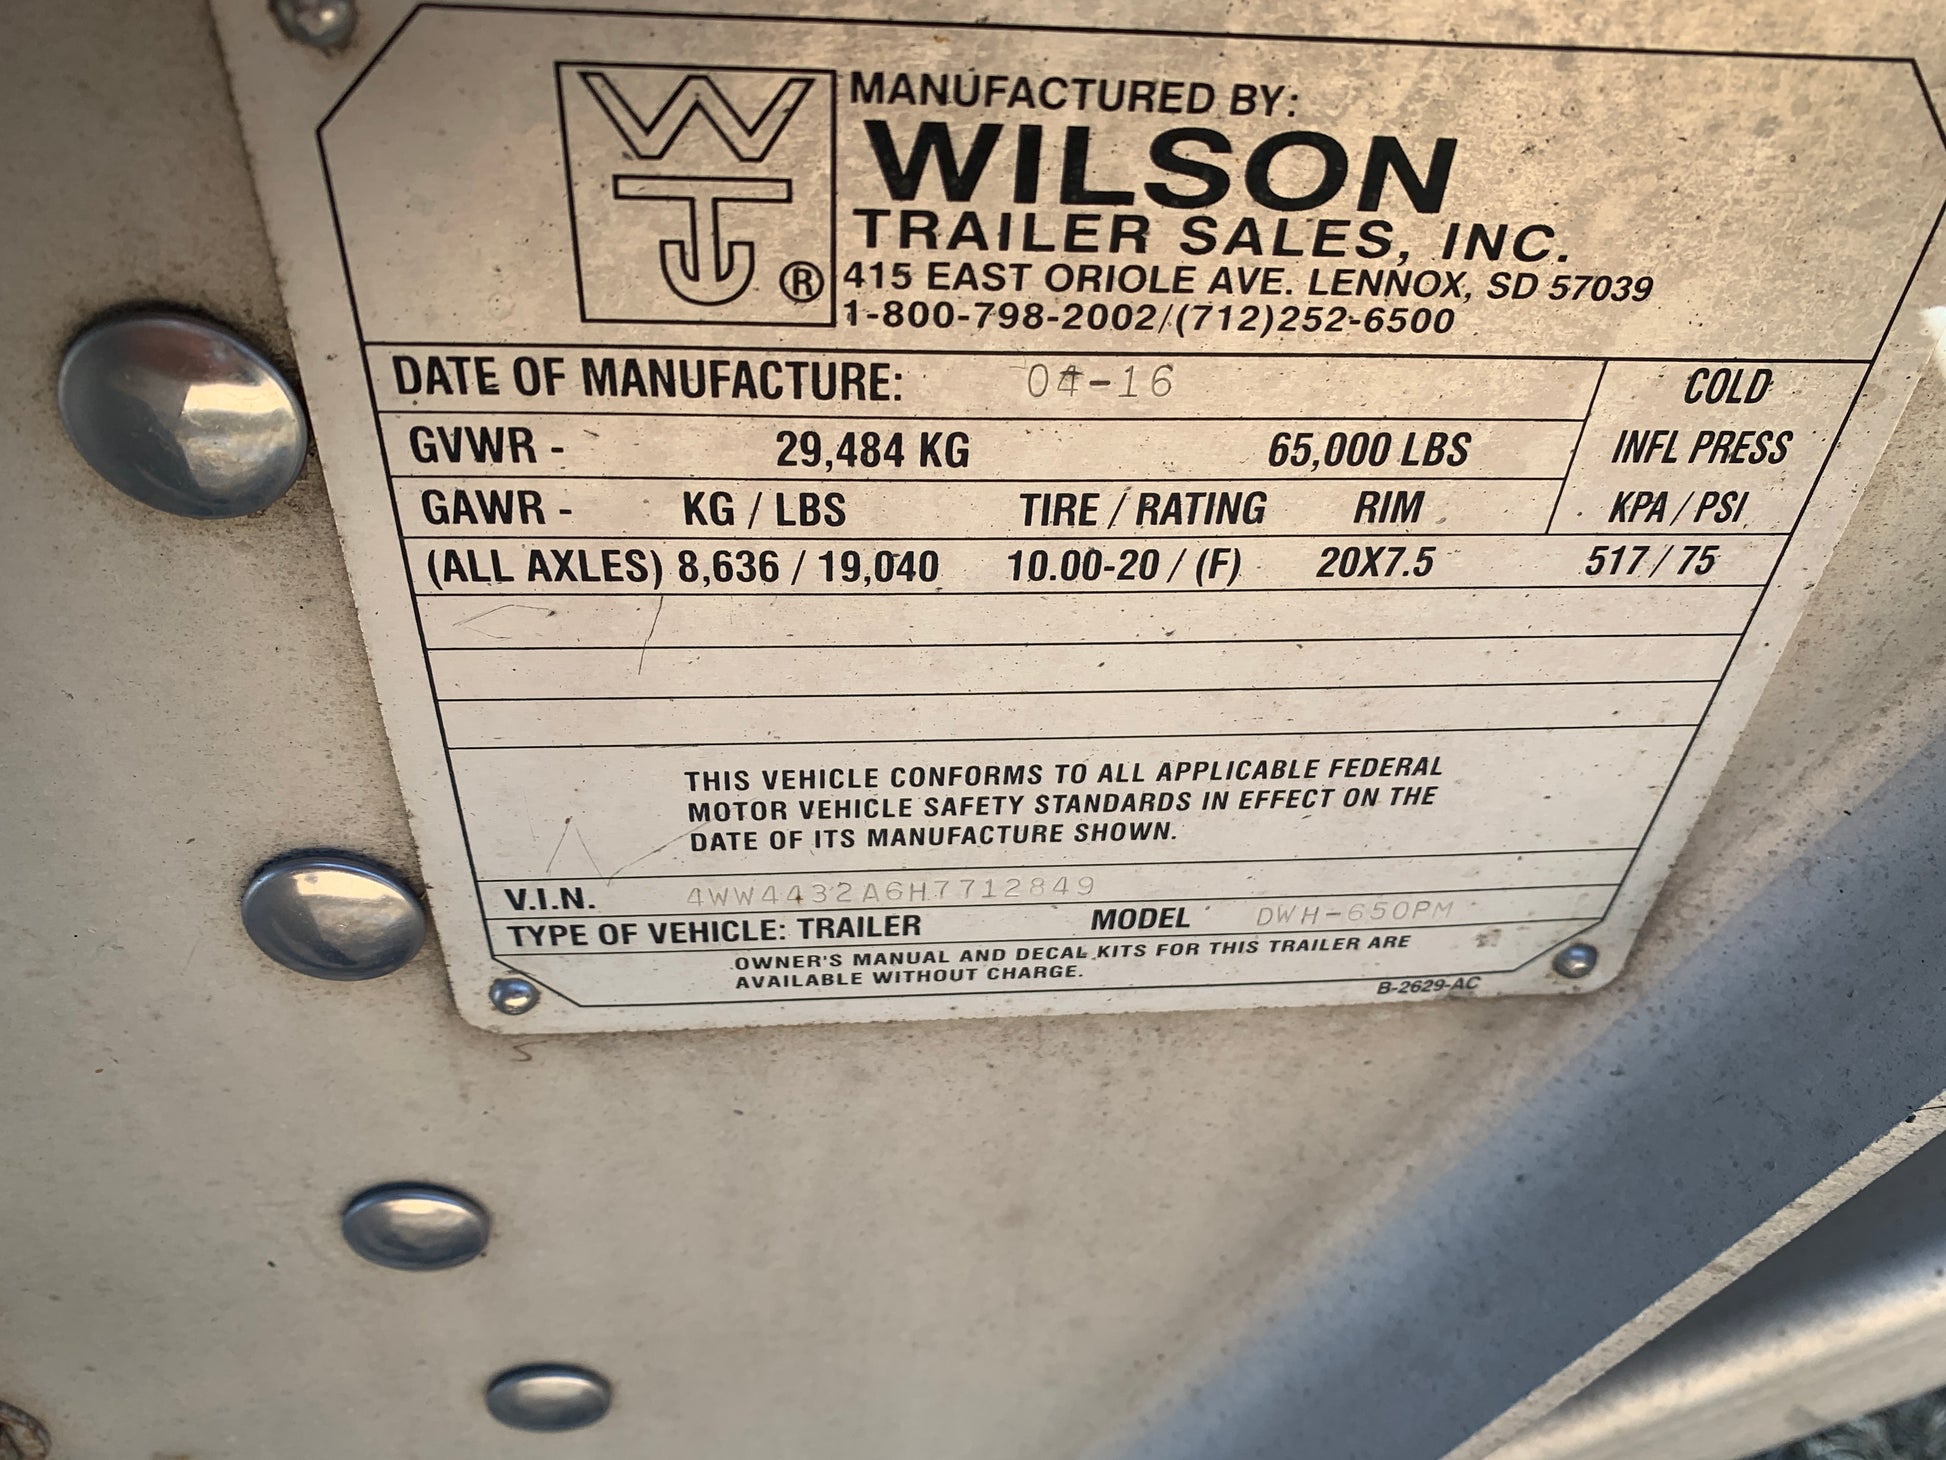 WTJ ®
MANUFACTURED BY:
WILSON
TRAILER SALES, INC.
415 EAST ORIOLE AVE. LENNOX, SD 57039
1-800-798-2002/(712)252-6500
DATE OF MANUFACTURE: 04-16 COLD
GVWR - 29,484 KG 65,000 LBS INFL PRESS
GAWR - KG / LBS TIRE / RATING RIM KPA / PSI
(ALL AXLES) 8,636 / 19,040 10.00-20 / (F) 20X7.5 517 / 75
THIS VEHICLE CONFORMS TO ALL APPLICABLE FEDERAL
MOTOR VEHICLE SAFETY STANDARDS IN EFFECT ON THE
DATE OF ITS MANUFACTURE SHOWN.
V.I.N. 4WW4432A6H7712849
TYPE OF VEHICLE: TRAILER MODEL DWH-650PM
OWNER'S MANUAL AND DECAL KITS FOR THIS TRAILER ARE
AVAILABLE WITHOUT CHARGE.
B-2629-AC